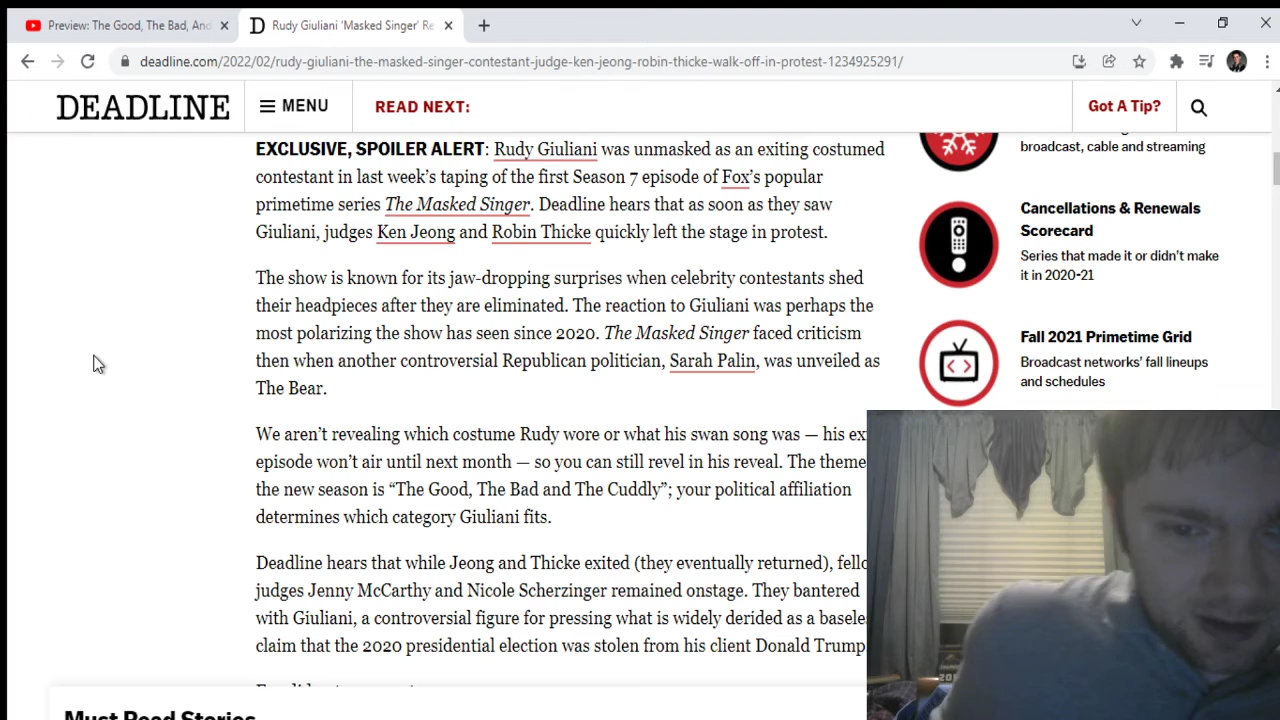 Preview: The Good, The Bad, And
Rudy Giuliani ‘Masked Singer’ Re
deadline.com/2022/02/rudy-giuliani-the-masked-singer-contestant-judge-ken-jeong-robin-thicke-walk-off-in-protest-1234925291/
DEADLINE
MENU
READ NEXT:
Got A Tip?
EXCLUSIVE, SPOILER ALERT: Rudy Giuliani was unmasked as an exiting costumed
contestant in last week’s taping of the first Season 7 episode of Fox’s popular
primetime series The Masked Singer. Deadline hears that as soon as they saw
Giuliani, judges Ken Jeong and Robin Thicke quickly left the stage in protest.
The show is known for its jaw-dropping surprises when celebrity contestants shed
their headpieces after they are eliminated. The reaction to Giuliani was perhaps the
most polarizing the show has seen since 2020. The Masked Singer faced criticism
then when another controversial Republican politician, Sarah Palin, was unveiled as
The Bear.
We aren’t revealing which costume Rudy wore or what his swan song was — his ex
episode won’t air until next month — so you can still revel in his reveal. The theme
the new season is “The Good, The Bad and The Cuddly”; your political affiliation
determines which category Giuliani fits.
Deadline hears that while Jeong and Thicke exited (they eventually returned), fello
judges Jenny McCarthy and Nicole Scherzinger remained onstage. They bantered
with Giuliani, a controversial figure for pressing what is widely derided as a basele
claim that the 2020 presidential election was stolen from his client Donald Trump
Must Read Stories
broadcast, cable and streaming
Cancellations & Renewals
Scorecard
Series that made it or didn’t make
it in 2020-21
Fall 2021 Primetime Grid
Broadcast networks’ fall lineups
and schedules